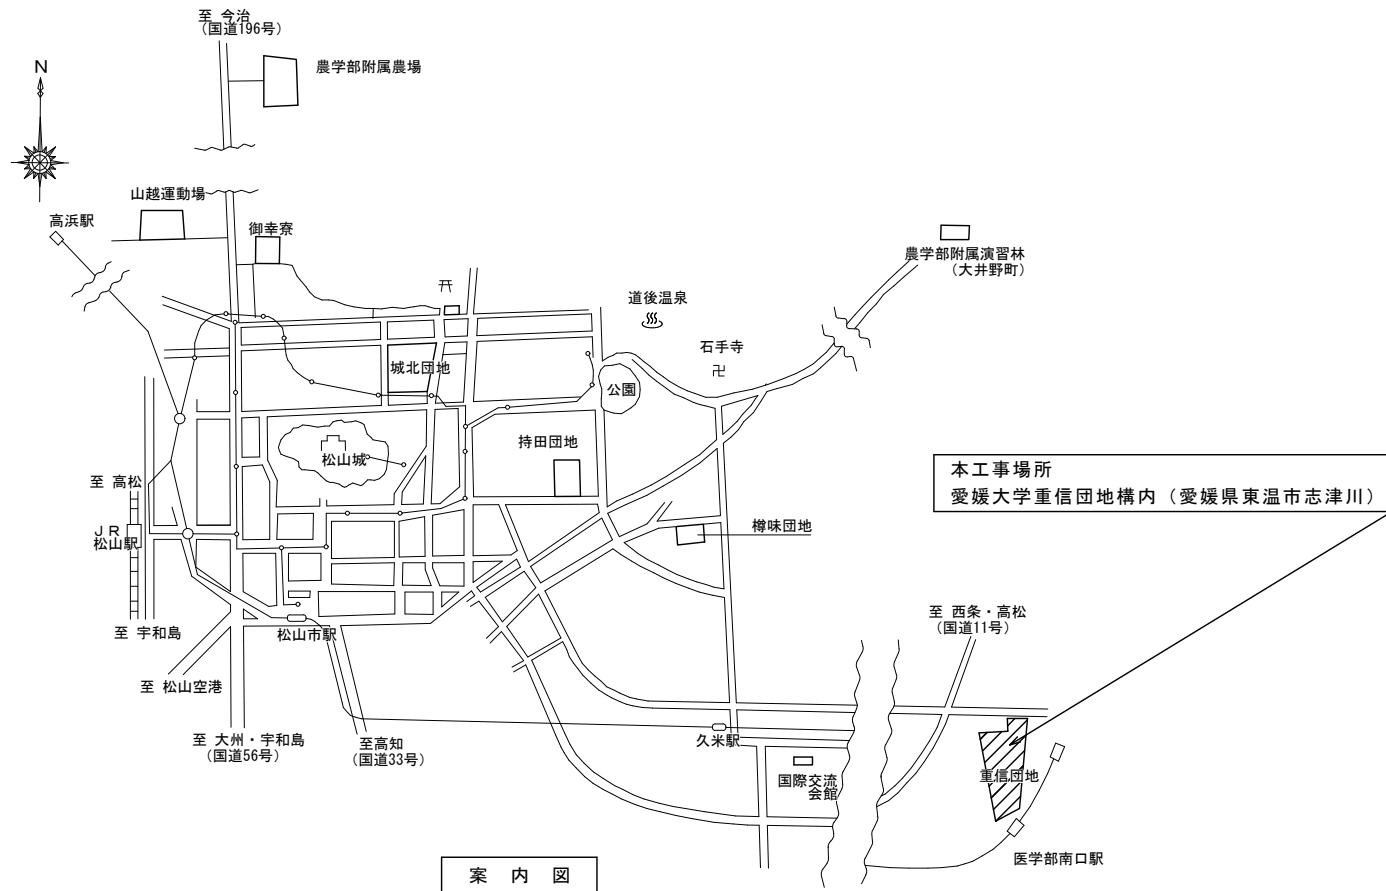 至 今治
(国道196号)
N
農学部附属農場
山越運動場
高浜駅
御幸寮
農学部附属演習林
(大井野町)
道後温泉
石手寺
卍
城北団地
公園
持田団地
松山城
本工事場所
愛媛大学重信団地構内 (愛媛県東温市志津川)
至 高松
JR
松山駅
樽味団地
至 西条・高松
(国道11号)
至 宇和島
松山市駅
至 松山空港
至 大州・宇和島
(国道56号)
至高知
(国道33号)
久米駅
国際交流
会館
重信団地
医学部南口駅
案 内 図